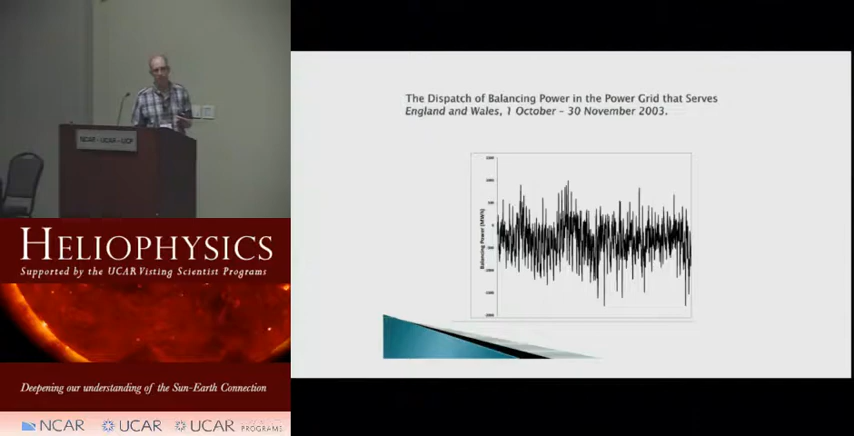 NCAR - UCAR - UCP
HELIOPHYSICS
Supported by the UCAR Visting Scientist Programs
Deepening our understanding of the Sun-Earth Connection
NCAR UCAR UCAR PROGRAMS
The Dispatch of Balancing Power in the Power Grid that Serves
England and Wales, 1 October – 30 November 2003.
Balancing Power (MWh)